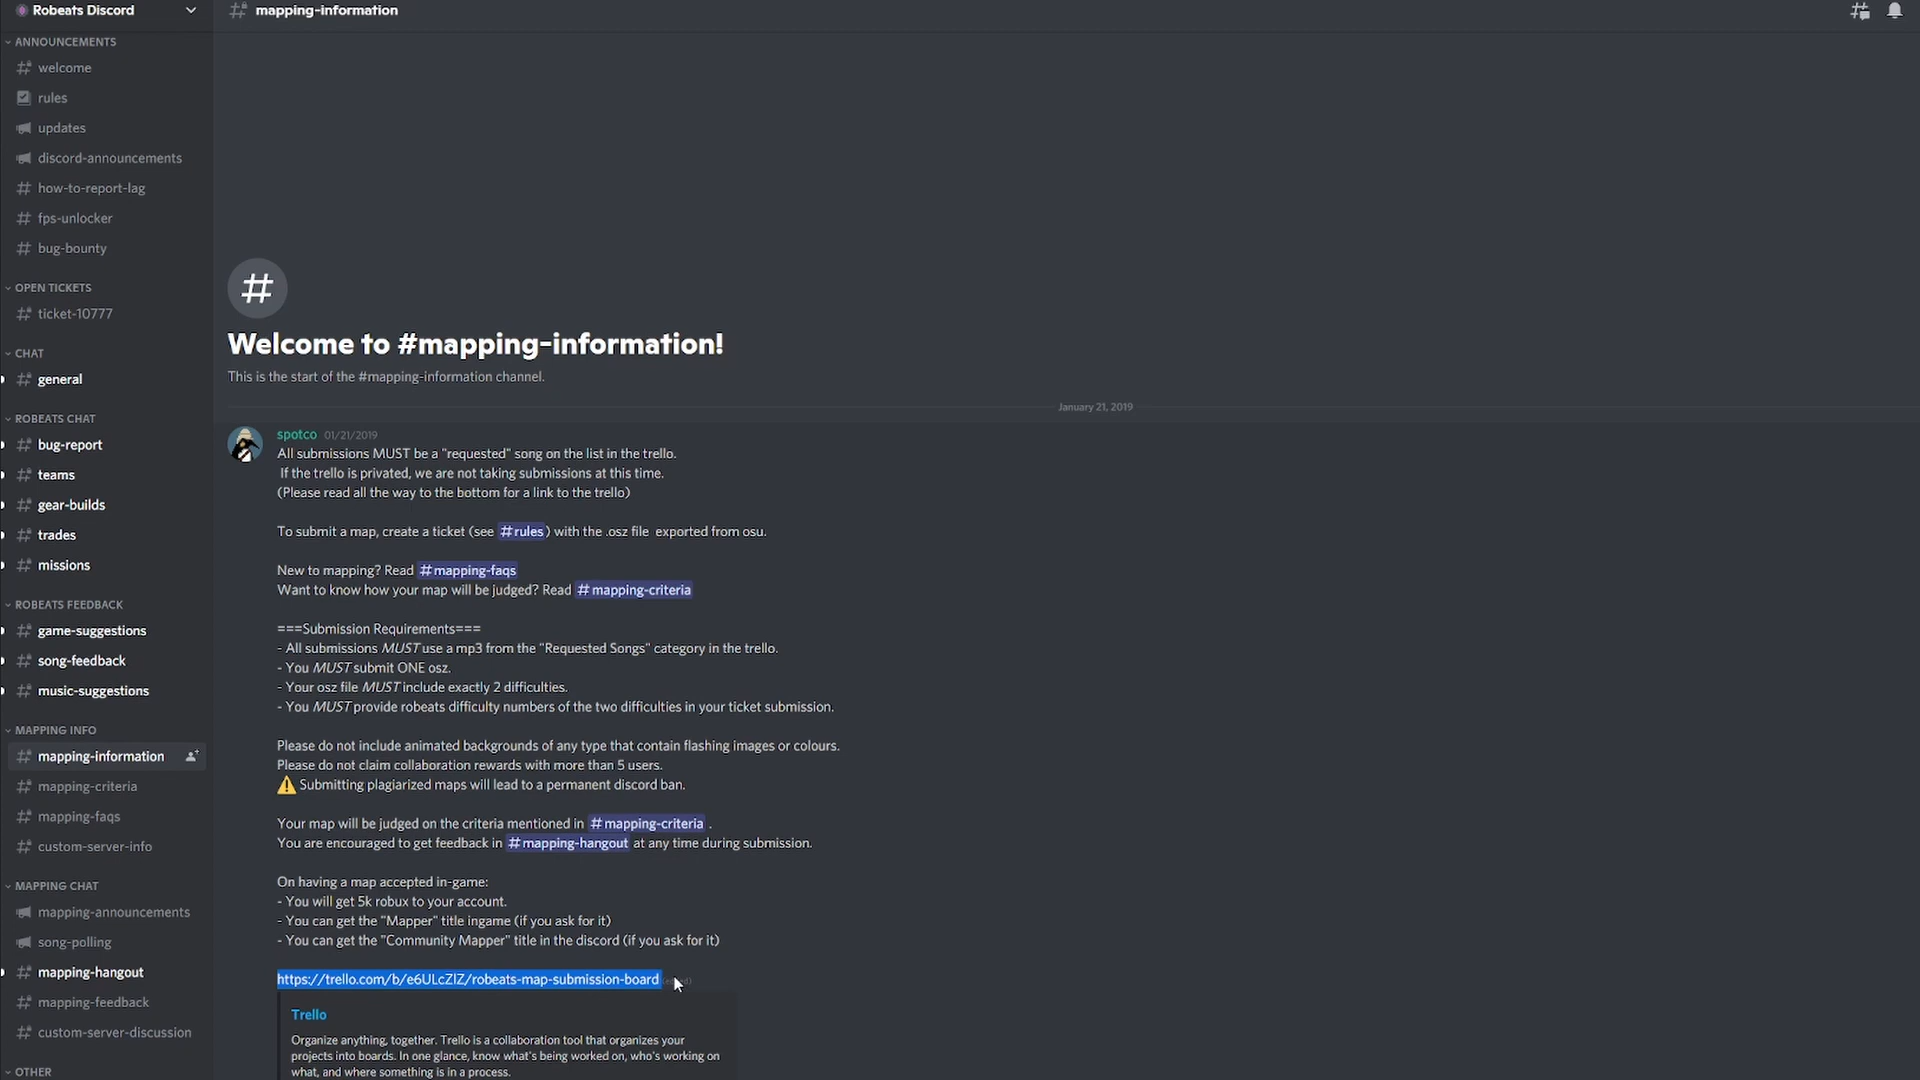 Robeats Discord
ANNOUNCEMENTS
welcome
rules
updates
discord-announcements
how-to-report-lag
fps-unlocker
bug-bounty
OPEN TICKETS
ticket-10777
CHAT
general
ROBEATS CHAT
bug-report
teams
gear-builds
trades
missions
ROBEATS FEEDBACK
game-suggestions
song-feedback
music-suggestions
MAPPING INFO
mapping-information
mapping-criteria
mapping-faqs
custom-server-info
MAPPING CHAT
mapping-announcements
song-polling
mapping-hangout
mapping-feedback
custom-server-discussion
OTHER
mapping-information
#
Welcome to #mapping-information!
This is the start of the #mapping-information channel.
January 21, 2019
spotco 01/21/2019
All submissions MUST be a "requested" song on the list in the trello.
If the trello is privated, we are not taking submissions at this time.
(Please read all the way to the bottom for a link to the trello)
To submit a map, create a ticket (see #rules) with the .osz file exported from osu.
New to mapping? Read #mapping-faqs
Want to know how your map will be judged? Read #mapping-criteria
===Submission Requirements===
- All submissions MUST use a mp3 from the "Requested Songs" category in the trello.
- You MUST submit ONE osz.
- Your osz file MUST include exactly 2 difficulties.
- You MUST provide robeats difficulty numbers of the two difficulties in your ticket submission.
Please do not include animated backgrounds of any type that contain flashing images or colours.
Please do not claim collaboration rewards with more than 5 users.
⚠ Submitting plagiarized maps will lead to a permanent discord ban.
Your map will be judged on the criteria mentioned in #mapping-criteria .
You are encouraged to get feedback in #mapping-hangout at any time during submission.
On having a map accepted in-game:
- You will get 5k robux to your account.
- You can get the "Mapper" title ingame (if you ask for it)
- You can get the "Community Mapper" title in the discord (if you ask for it)
https://trello.com/b/e6ULcZlZ/robeats-map-submission-board
Trello
Organize anything, together. Trello is a collaboration tool that organizes your
projects into boards. In one glance, know what's being worked on, who's working on
what, and where something is in a process.